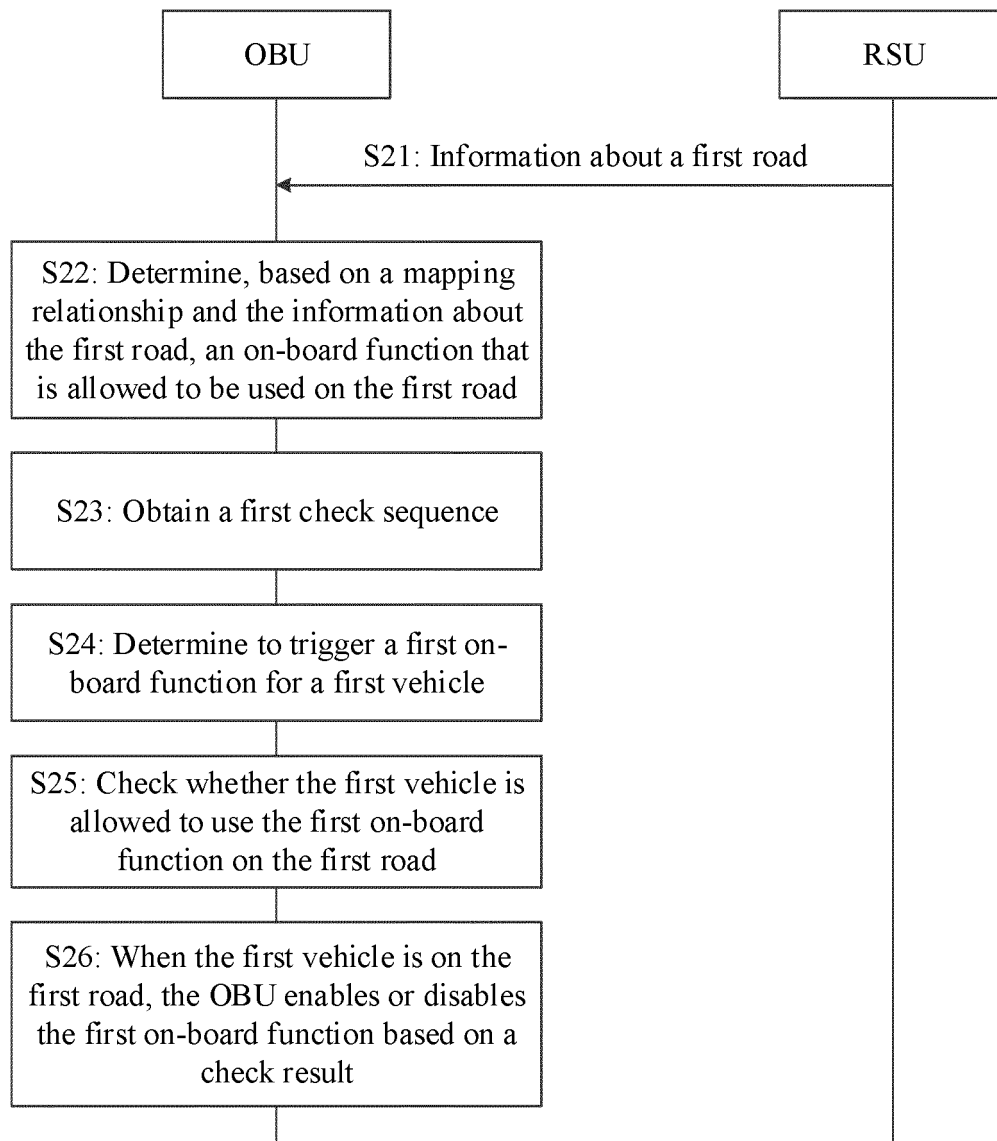 OBU
RSU
S21: Information about a first road
S22: Determine, based on a mapping
relationship and the information about
the first road, an on-board function that
is allowed to be used on the first road
S23: Obtain a first check sequence
S24: Determine to trigger a first on-
board function for a first vehicle
S25: Check whether the first vehicle is
allowed to use the first on-board
function on the first road
S26: When the first vehicle is on the
first road, the OBU enables or disables
the first on-board function based on a
check result